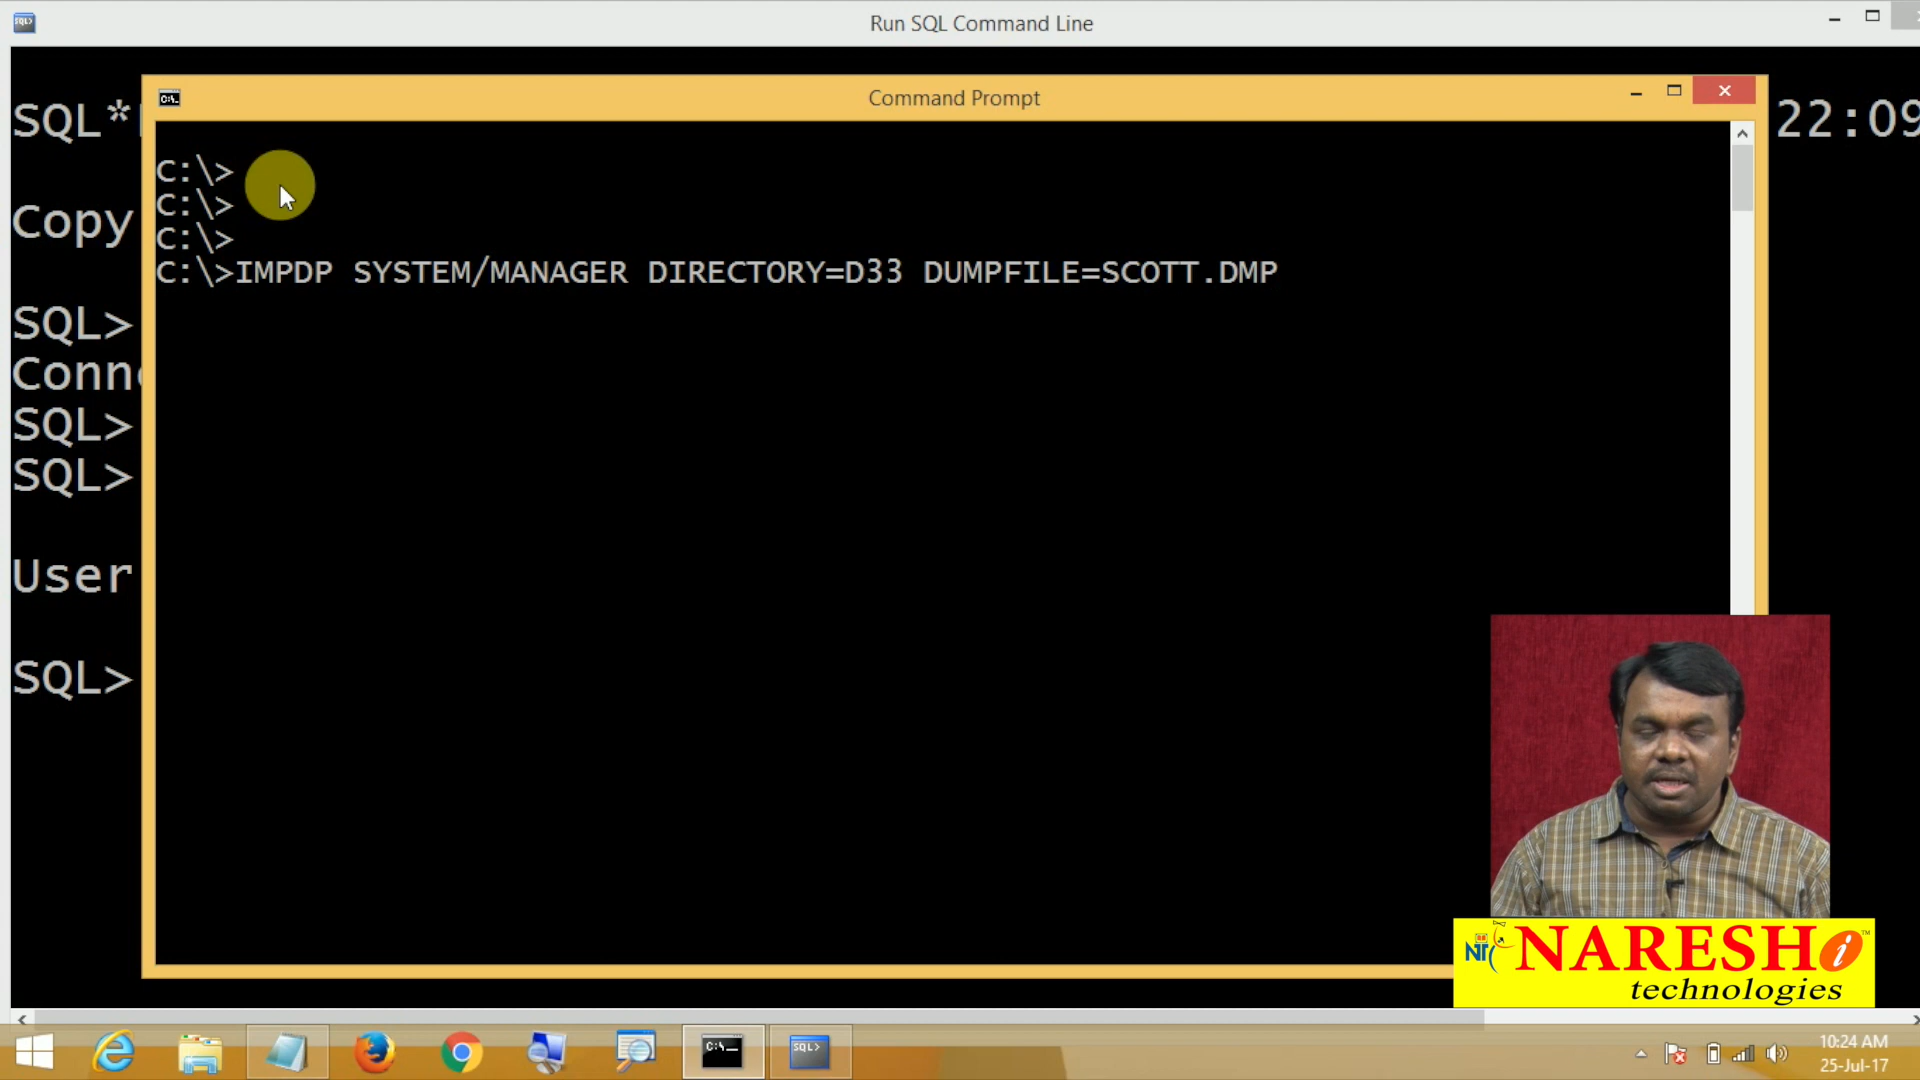 Run SQL Command Line
SQL*
22:09
Copy
SQL>
Conn
SQL>
SQL>
User
SQL>
Command Prompt
C:\>
C:\>
C:\>
C:\>IMPDP SYSTEM/MANAGER DIRECTORY=D33 DUMPFILE=SCOTT.DMP
NARESHi
technologies
10:24 AM
25-Jul-17